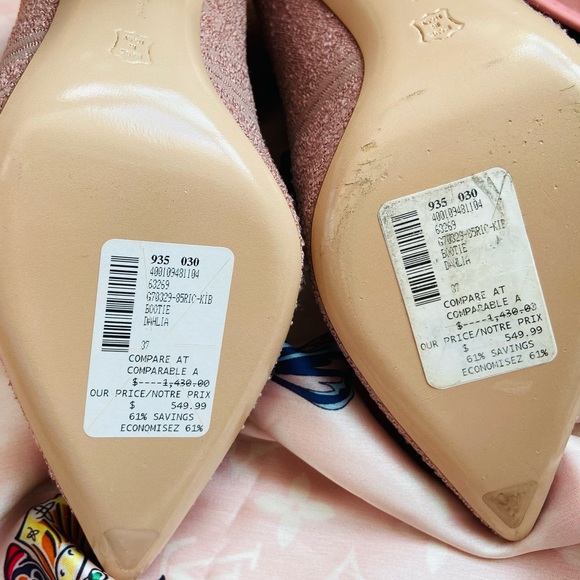 935 030
400109481104
63269
G70329-85RIC-KIB
BOOTIE
DAHLIA
37
COMPARE AT
COMPARABLE A
$----1,430.00
OUR PRICE/NOTRE PRIX
$ 549.99
61% SAVINGS
ECONOMISEZ 61%
935 030
400109481104
63269
G70329-85RIC-KIB
BOOTIE
DAHLIA
37
COMPARE AT
COMPARABLE A
$----1,430.00
OUR PRICE/NOTRE PRIX
$ 549.99
61% SAVINGS
ECONOMISEZ 61%